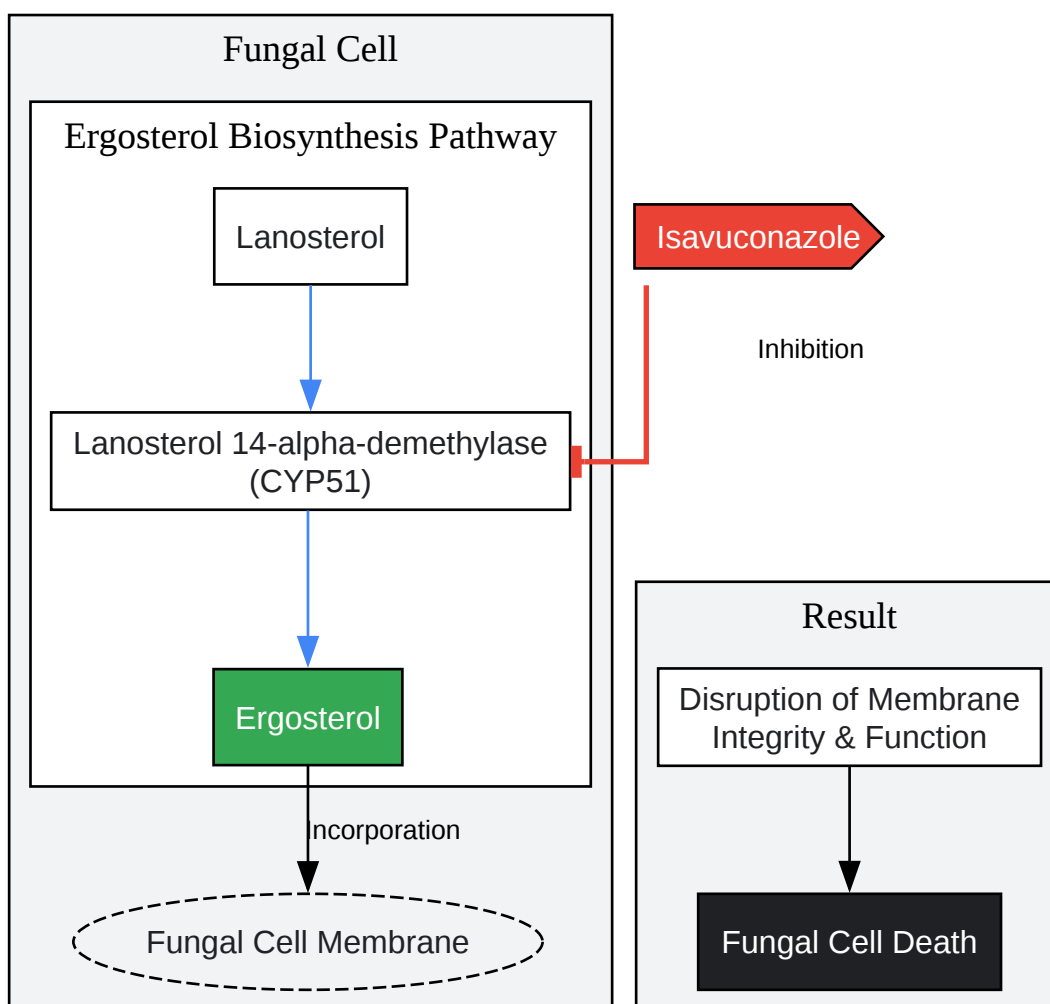 Fungal Cell
Ergosterol Biosynthesis Pathway
Lanosterol
Isavuconazole
Inhibition
Lanosterol 14-alpha-demethylase
(CYP51)
Ergosterol
Incorporation
Fungal Cell Membrane
Result
Disruption of Membrane
Integrity & Function
Fungal Cell Death